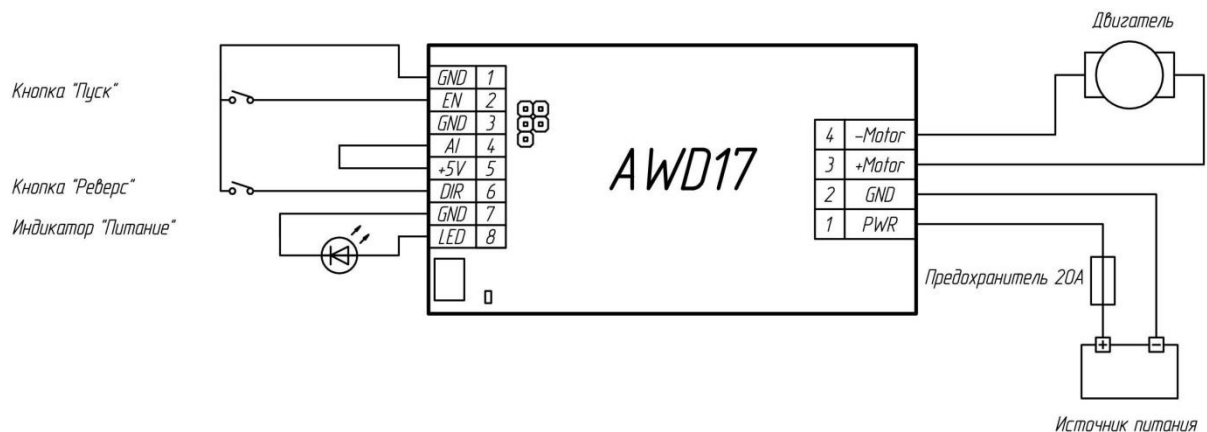 Двигатель
GND 1
Кнопка "Пуск"
EN 2
GND 3
AI 4
+5V 5
Кнопка "Реверс"
DIR 6
Индикатор "Питание"
GND 7
LED 8
AWD17
4 -Motor
3 +Motor
2 GND
1 PWR
Предохранитель 20А
+ -
Источник питания